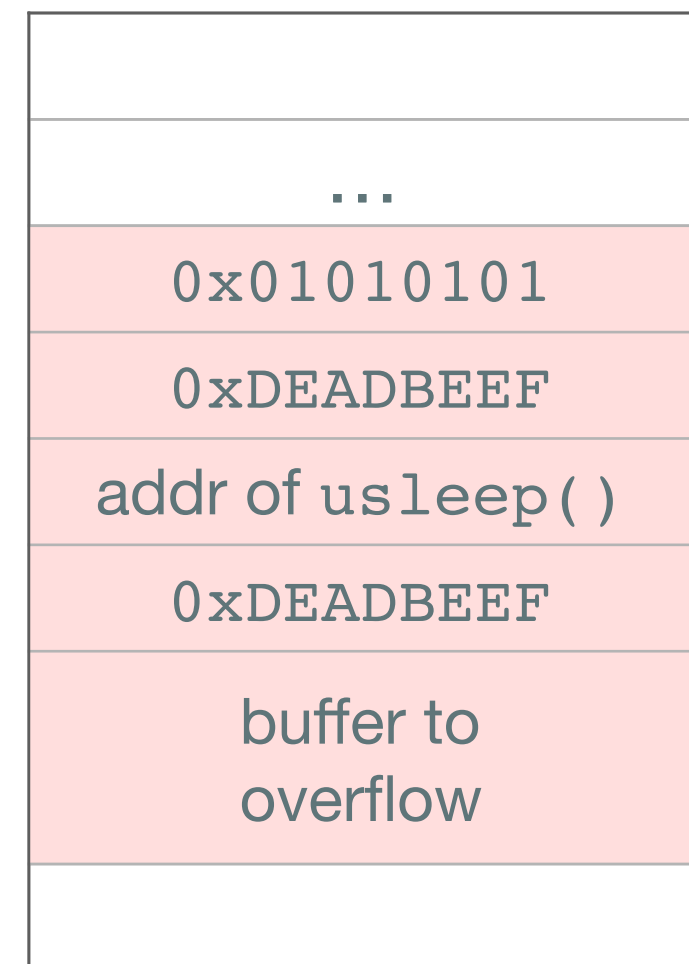 ...
0x01010101
0xDEADBEEF
addr of usleep()
0xDEADBEEF
buffer to
overflow